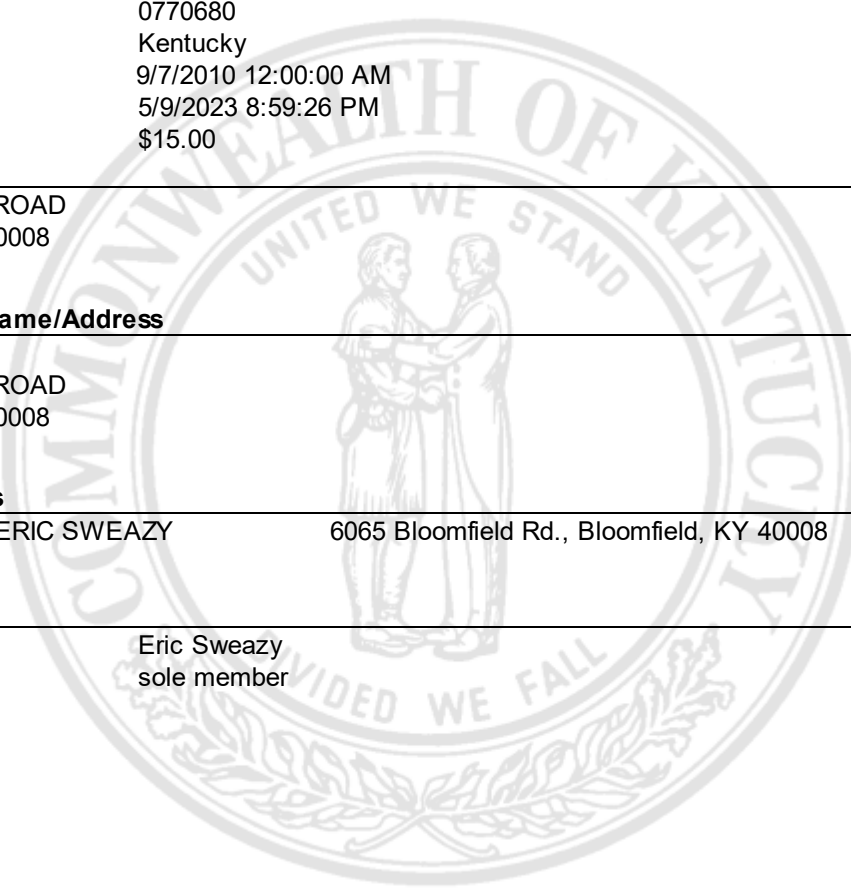 0770680
Kentucky
9/7/2010 12:00:00 AM
5/9/2023 8:59:26 PM
$15.00
ROAD
0008
ame/Address
ROAD
0008
s
ERIC SWEAZY 6065 Bloomfield Rd., Bloomfield, KY 40008
Eric Sweazy
sole member
COMMONWEALTH OF KENTUCKY
UNITED WE STAND
DIVIDED WE FALL